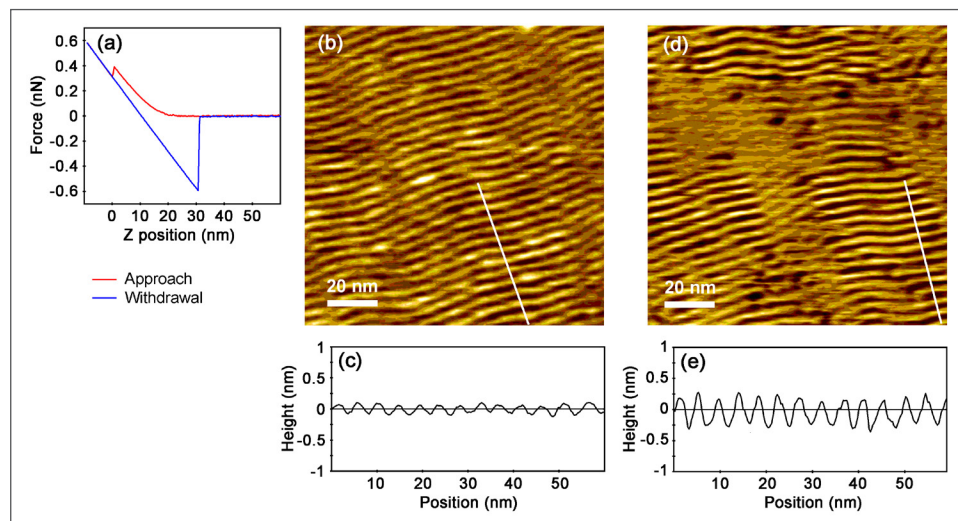 (a)
0.6
0.4
0.2
0
-0.2
-0.4
-0.6
Force (nN)
0 10 20 30 40 50
Z position (nm)
Approach
Withdrawal
(b)
20 nm
(c)
1
0.5
0
-0.5
-1
Height (nm)
10 20 30 40 50
Position (nm)
(d)
20 nm
(e)
1
0.5
0
-0.5
-1
Height (nm)
10 20 30 40 50
Position (nm)